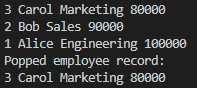 3 Carol Marketing 80000
2 Bob Sales 90000
1 Alice Engineering 100000
Popped employee record:
3 Carol Marketing 80000